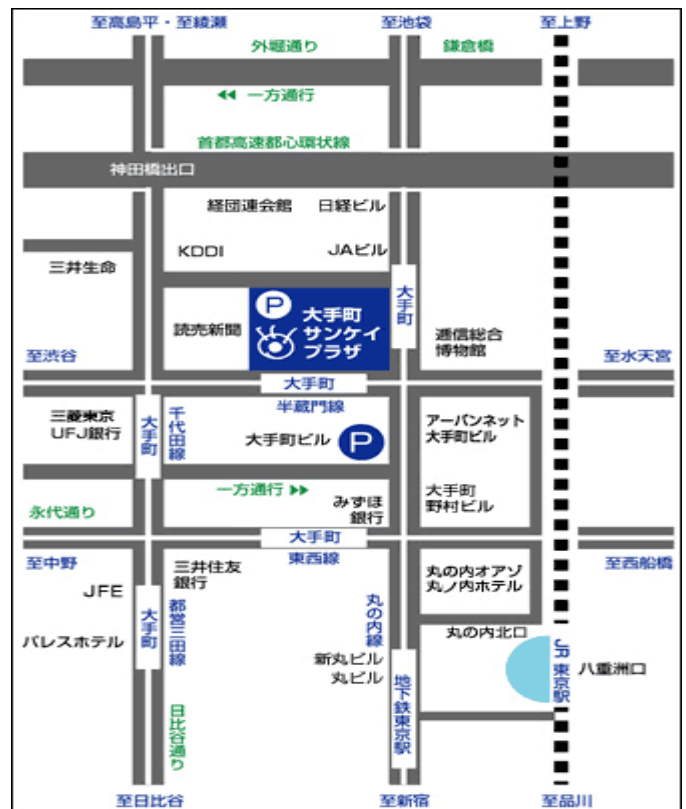 至高島平・至綾瀬
至池袋
至上野
外堀通り
鎌倉橋
一方通行
首都高速都心環状線
神田橋出口
経団連会館
日経ビル
KDDI
JAビル
三井生命
大手町
P
大手町
サンケイ
プラザ
読売新聞
逓信総合
博物館
至渋谷
至水天宮
大手町
半蔵門線
三菱東京
UFJ銀行
大手町
千代田線
大手町ビル
P
アーバンネット
大手町ビル
一方通行
みずほ
銀行
大手町
野村ビル
永代通り
大手町
東西線
至中野
至西船橋
三井住友
銀行
JFE
大手町
都営三田線
丸の内線
丸の内オアゾ
丸ノ内ホテル
パレスホテル
新丸ビル
丸ビル
丸の内北口
JR東京駅
八重洲口
地下鉄東京駅
日比谷通り
至日比谷
至新宿
至品川